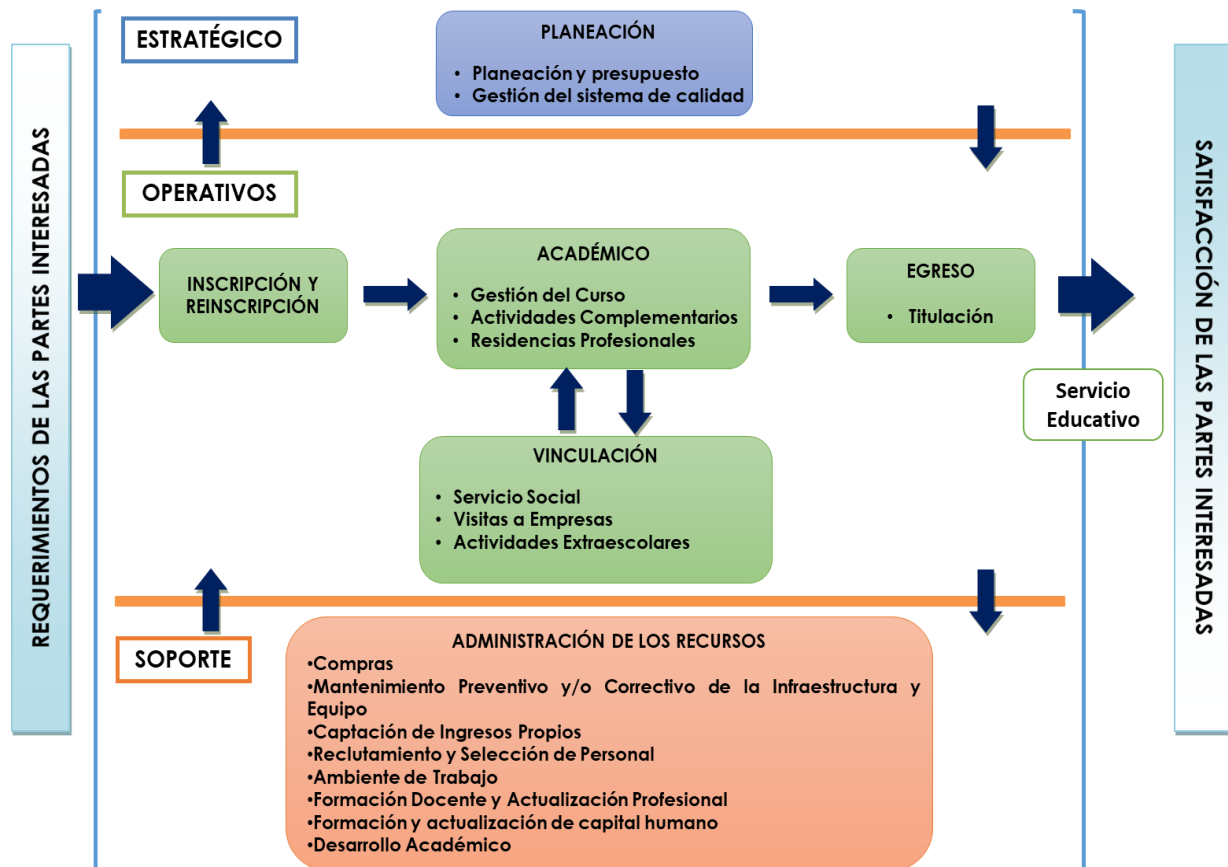 REQUERIMIENTOS DE LAS PARTES INTERESADAS
ESTRATÉGICO
PLANEACIÓN
• Planeación y presupuesto
• Gestión del sistema de calidad
OPERATIVOS
INSCRIPCIÓN Y
REINSCRIPCIÓN
ACADÉMICO
• Gestión del Curso
• Actividades Complementarios
• Residencias Profesionales
EGRESO
• Titulación
Servicio
Educativo
VINCULACIÓN
• Servicio Social
• Visitas a Empresas
• Actividades Extraescolares
SOPORTE
ADMINISTRACIÓN DE LOS RECURSOS
•Compras
•Mantenimiento Preventivo y/o Correctivo de la Infraestructura y
Equipo
•Captación de Ingresos Propios
•Reclutamiento y Selección de Personal
•Ambiente de Trabajo
•Formación Docente y Actualización Profesional
•Formación y actualización de capital humano
•Desarrollo Académico
SATISFACCIÓN DE LAS PARTES INTERESADAS